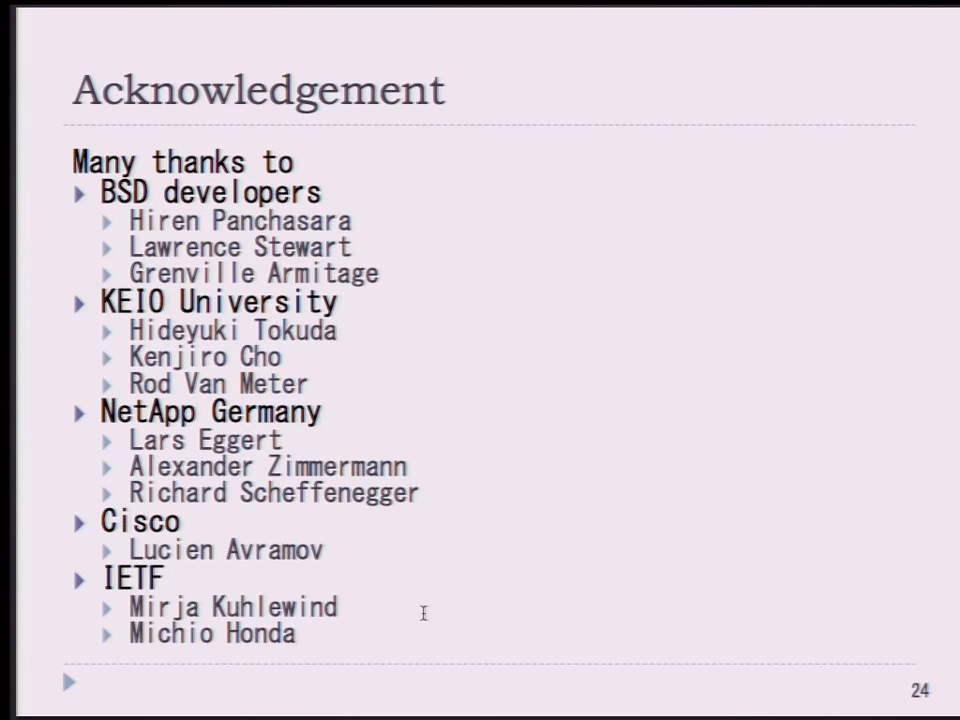 Acknowledgement
Many thanks to
BSD developers
Hiren Panchasara
Lawrence Stewart
Grenville Armitage
KEIO University
Hideyuki Tokuda
Kenjiro Cho
Rod Van Meter
NetApp Germany
Lars Eggert
Alexander Zimmermann
Richard Scheffenegger
Cisco
Lucien Avramov
IETF
Mirja Kuhlewind
Michio Honda
24